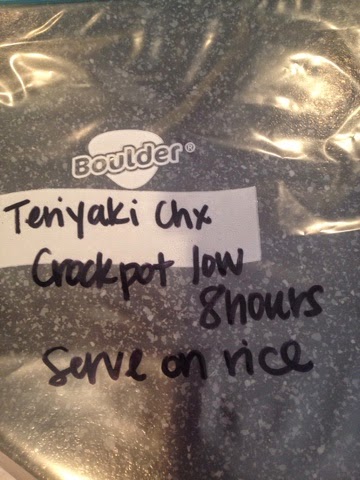 Boulder®
Teriyaki Chx
Crockpot low
8hours
Serve on rice